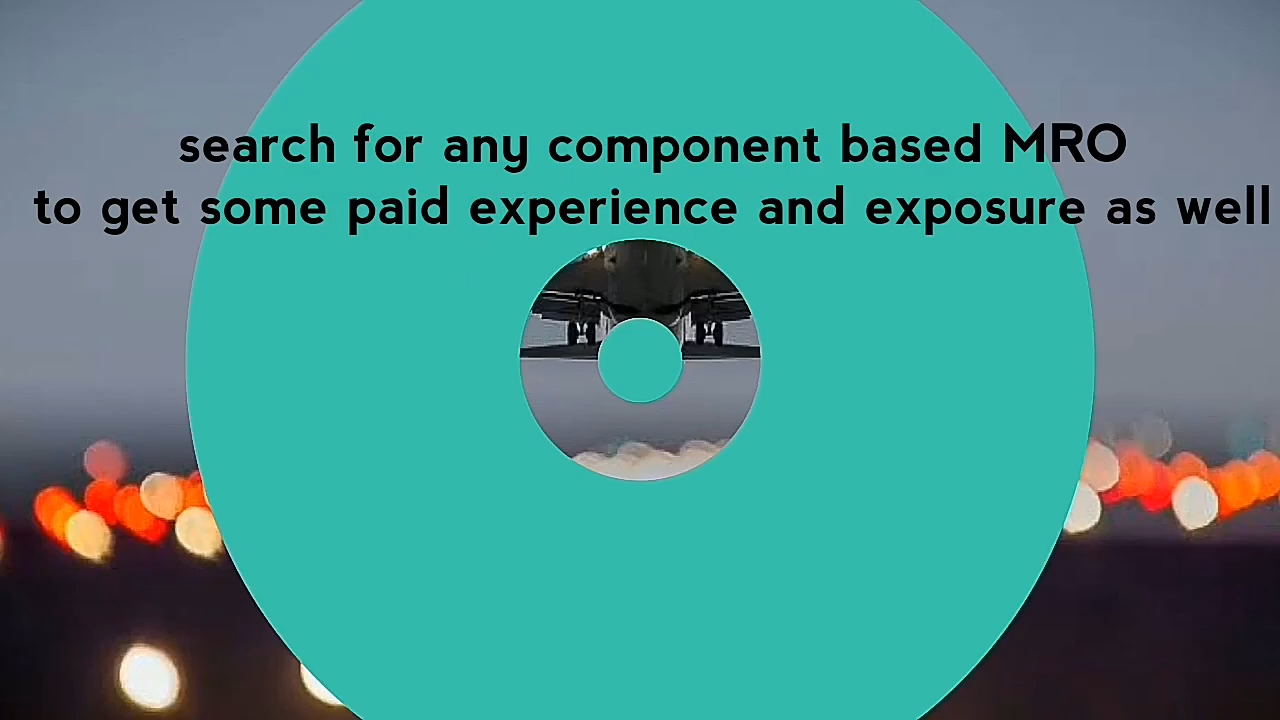 search for any component based MRO
to get some paid experience and exposure as well